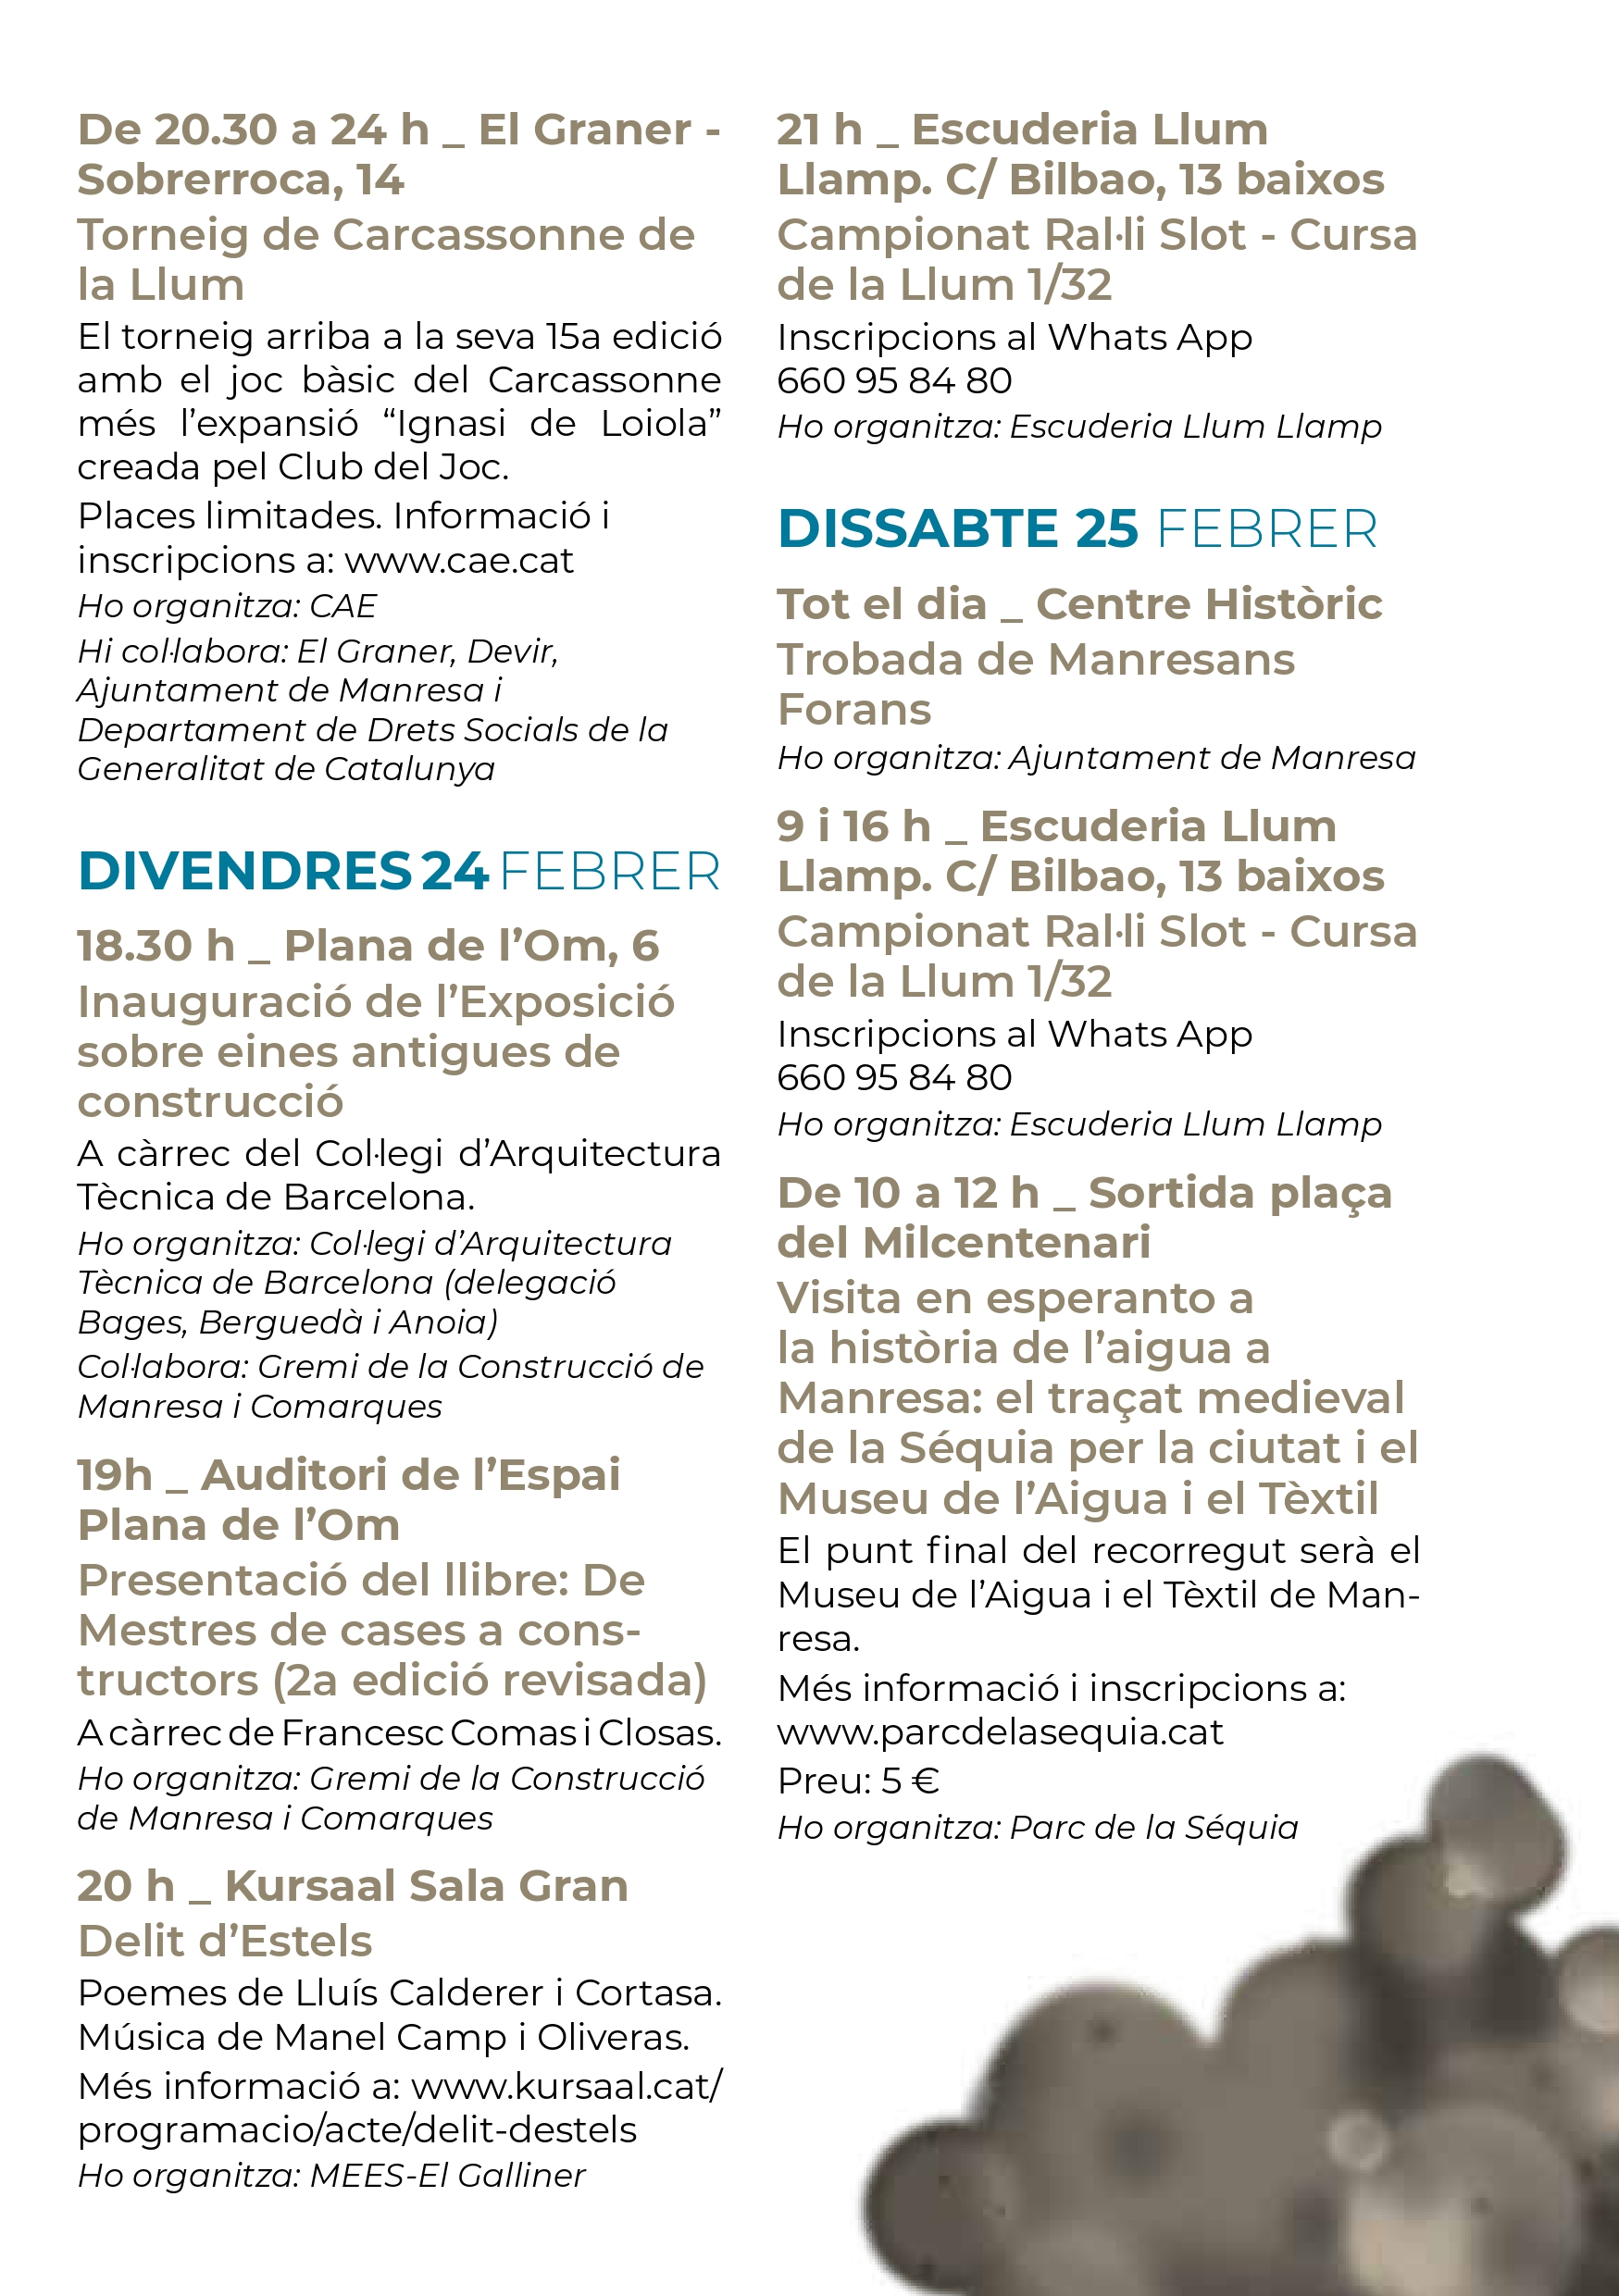 De 20.30 a 24 h _ El Graner -
Sobrerroca, 14
Torneig de Carcassonne de
la Llum
El torneig arriba a la seva 15a edició
amb el joc bàsic del Carcassonne
més l’expansió “Ignasi de Loiola”
creada pel Club del Joc.
Places limitades. Informació i
inscripcions a: www.cae.cat
Ho organitza: CAE
Hi col·labora: El Graner, Devir,
Ajuntament de Manresa i
Departament de Drets Socials de la
Generalitat de Catalunya
DIVENDRES 24 FEBRER
18.30 h _ Plana de l’Om, 6
Inauguració de l’Exposició
sobre eines antigues de
construcció
A càrrec del Col·legi d’Arquitectura
Tècnica de Barcelona.
Ho organitza: Col·legi d’Arquitectura
Tècnica de Barcelona (delegació
Bages, Berguedà i Anoia)
Col·labora: Gremi de la Construcció de
Manresa i Comarques
19h _ Auditori de l’Espai
Plana de l’Om
Presentació del llibre: De
Mestres de cases a cons-
tructors (2a edició revisada)
A càrrec de Francesc Comas i Closas.
Ho organitza: Gremi de la Construcció
de Manresa i Comarques
20 h _ Kursaal Sala Gran
Delit d’Estels
Poemes de Lluís Calderer i Cortasa.
Música de Manel Camp i Oliveras.
Més informació a: www.kursaal.cat/
programacio/acte/delit-destels
Ho organitza: MEES-El Galliner
21 h _ Escuderia Llum
Llamp. C/ Bilbao, 13 baixos
Campionat Ral·li Slot - Cursa
de la Llum 1/32
Inscripcions al Whats App
660 95 84 80
Ho organitza: Escuderia Llum Llamp
DISSABTE 25 FEBRER
Tot el dia _ Centre Històric
Trobada de Manresans
Forans
Ho organitza: Ajuntament de Manresa
9 i 16 h _ Escuderia Llum
Llamp. C/ Bilbao, 13 baixos
Campionat Ral·li Slot - Cursa
de la Llum 1/32
Inscripcions al Whats App
660 95 84 80
Ho organitza: Escuderia Llum Llamp
De 10 a 12 h _ Sortida plaça
del Milcentenari
Visita en esperanto a
la història de l’aigua a
Manresa: el traçat medieval
de la Séquia per la ciutat i el
Museu de l’Aigua i el Tèxtil
El punt final del recorregut serà el
Museu de l’Aigua i el Tèxtil de Man-
resa.
Més informació i inscripcions a:
www.parcdelasequia.cat
Preu: 5 €
Ho organitza: Parc de la Séquia